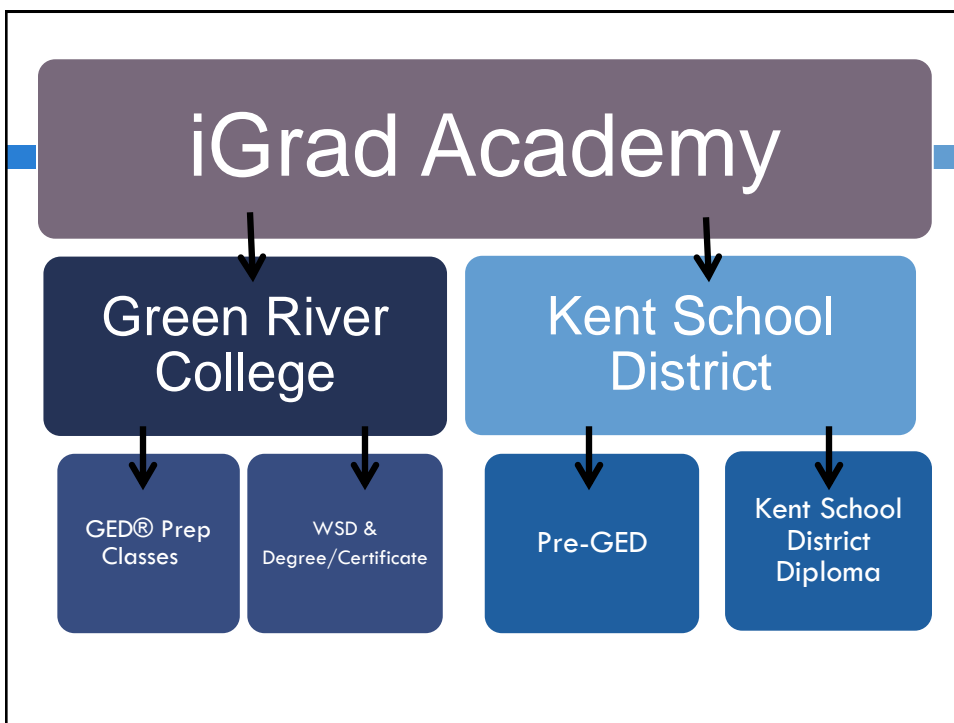 iGrad Academy
Green River
College
Kent School
District
GED® Prep
Classes
WSD &
Degree/Certificate
Pre-GED
Kent School
District
Diploma